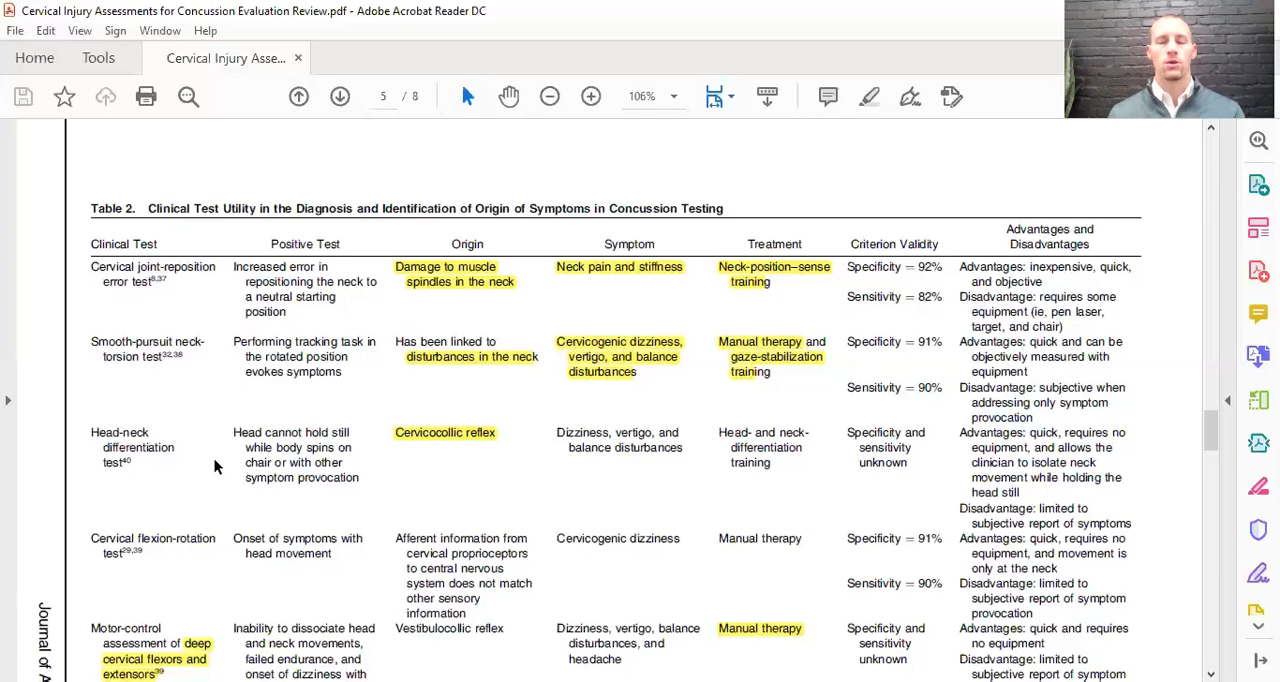 Cervical Injury Assessments for Concussion Evaluation Review.pdf - Adobe Acrobat Reader DC
File Edit View Sign Window Help
Home Tools Cervical Injury Asse... ×
5 / 8 106%
Table 2. Clinical Test Utility in the Diagnosis and Identification of Origin of Symptoms in Concussion Testing
Clinical Test Positive Test Origin Symptom Treatment Criterion Validity Advantages and Disadvantages
Cervical joint-reposition
error test8,37
Increased error in
repositioning the neck to
a neutral starting
position
Damage to muscle
spindles in the neck
Neck pain and stiffness
Neck-position–sense
training
Specificity = 92%
Sensitivity = 82%
Advantages: inexpensive, quick,
and objective
Disadvantage: requires some
equipment (ie, pen laser,
target, and chair)
Smooth-pursuit neck-
torsion test32,38
Performing tracking task in
the rotated position
evokes symptoms
Has been linked to
disturbances in the neck
Cervicogenic dizziness,
vertigo, and balance
disturbances
Manual therapy and
gaze-stabilization
training
Specificity = 91%
Sensitivity = 90%
Advantages: quick and can be
objectively measured with
equipment
Disadvantage: subjective when
addressing only symptom
provocation
Head-neck
differentiation
test40
Head cannot hold still
while body spins on
chair or with other
symptom provocation
Cervicocollic reflex
Dizziness, vertigo, and
balance disturbances
Head- and neck-
differentiation
training
Specificity and
sensitivity
unknown
Advantages: quick, requires no
equipment, and allows the
clinician to isolate neck
movement while holding the
head still
Disadvantage: limited to
subjective report of symptoms
Cervical flexion-rotation
test29,39
Onset of symptoms with
head movement
Afferent information from
cervical proprioceptors
to central nervous
system does not match
other sensory
information
Cervicogenic dizziness
Manual therapy
Specificity = 91%
Sensitivity = 90%
Advantages: quick, requires no
equipment, and movement is
only at the neck
Disadvantage: limited to
subjective report of symptom
provocation
Motor-control
assessment of deep
cervical flexors and
extensors39
Inability to dissociate head
and neck movements,
failed endurance, and
onset of dizziness with
Vestibulocollic reflex
Dizziness, vertigo, balance
disturbances, and
headache
Manual therapy
Specificity and
sensitivity
unknown
Advantages: quick and requires
no equipment
Disadvantage: limited to
subjective report of symptom
Journal of A